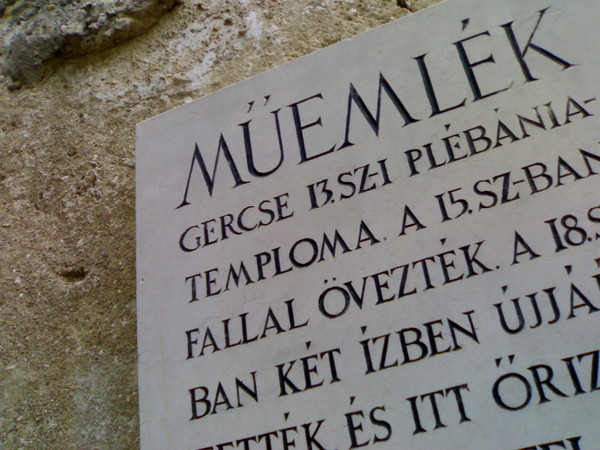 MŰEMLÉK
GERCSE 13.SZ-I PLÉBÁNIA-
TEMPLOMA. A 15.SZ-BAN
FALLAL ÖVEZTÉK. A 18.S
BAN KÉT ÍZBEN ÚJJÁ
TETTÉK ÉS ITT ŐRIZ